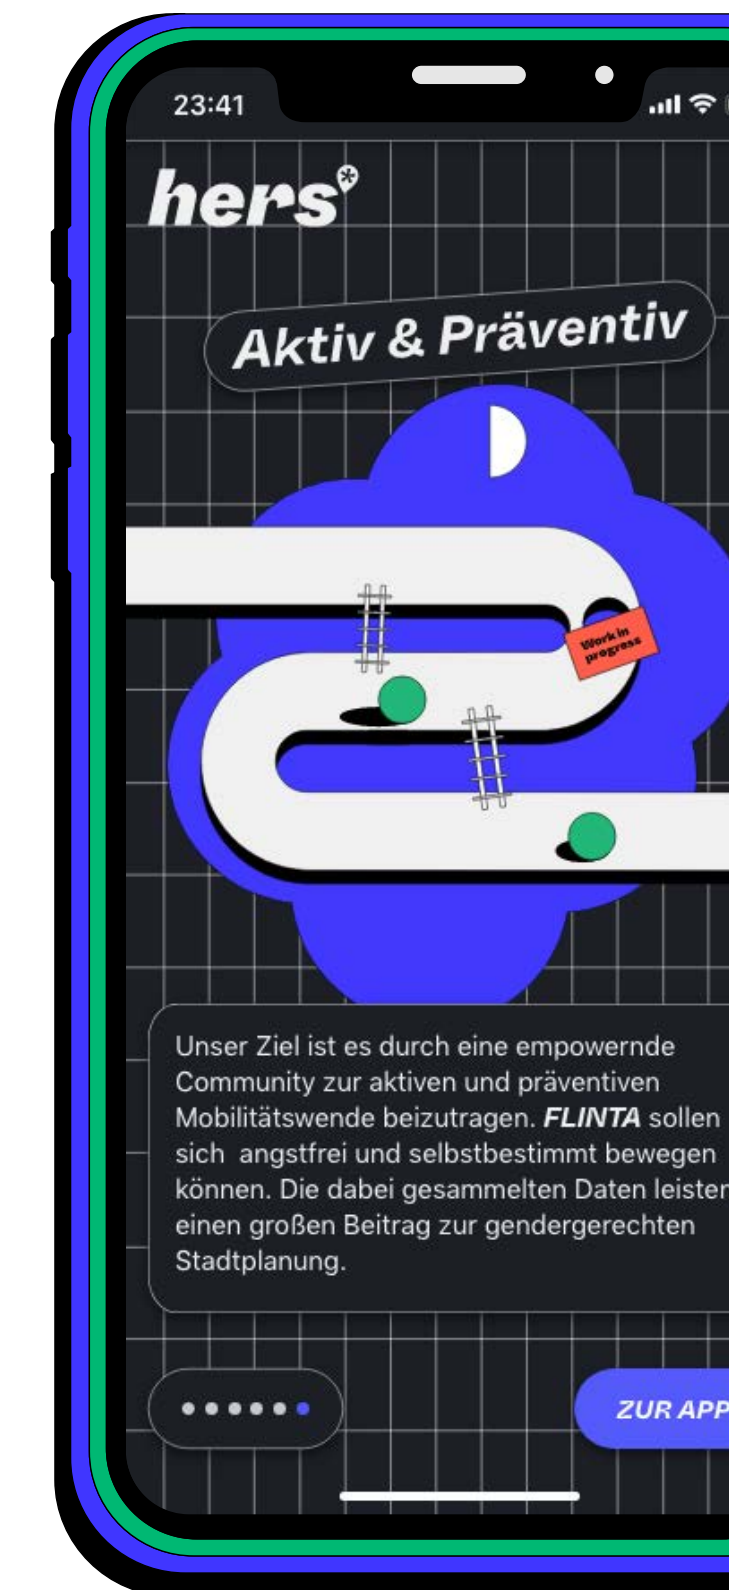 23:41
hers*
Aktiv & Präventiv
Work in
progress
Unser Ziel ist es durch eine empowernde
Community zur aktiven und präventiven
Mobilitätswende beizutragen. FLINTA sollen
sich angstfrei und selbstbestimmt bewegen
können. Die dabei gesammelten Daten leisten
einen großen Beitrag zur gendergerechten
Stadtplanung.
ZUR APP